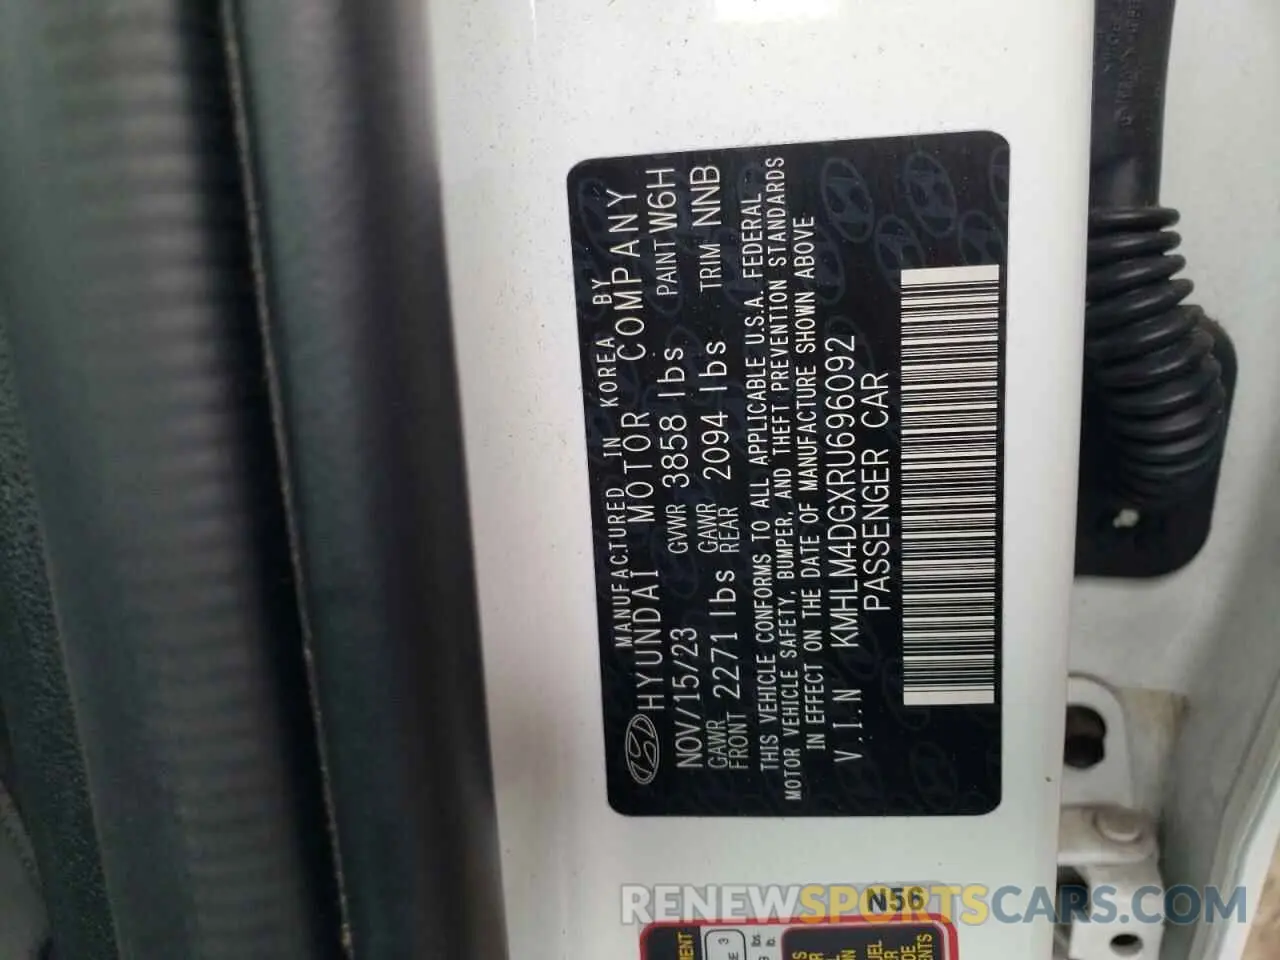 MANUFACTURED IN KOREA BY
HYUNDAI MOTOR COMPANY
NOV/15/23 GVWR 3858 lbs PAINT W6H
GAWR FRONT 2271 lbs GAWR REAR 2094 lbs TRIM NNB
THIS VEHICLE CONFORMS TO ALL APPLICABLE U.S.A. FEDERAL
MOTOR VEHICLE SAFETY, BUMPER, AND THEFT PREVENTION STANDARDS
IN EFFECT ON THE DATE OF MANUFACTURE SHOWN ABOVE
V.I.N KMHLM4DGXRU696092
PASSENGER CAR
N56
RENEWSPORTSCARS.COM